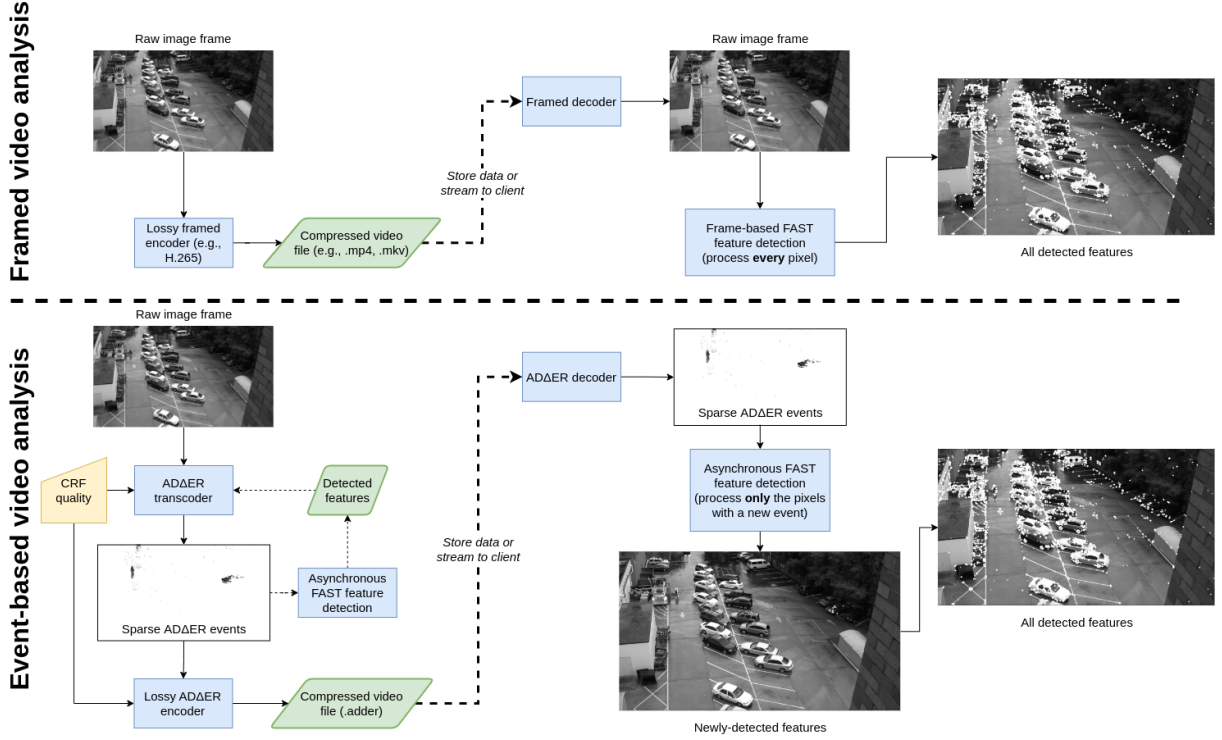 Framed video analysis
Raw image frame
Lossy framed
encoder (e.g.,
H.265)
Compressed video
file (e.g., .mp4, .mkv)
Store data or
stream to client
Framed decoder
Raw image frame
Frame-based FAST
feature detection
(process every pixel)
All detected features
Event-based video analysis
Raw image frame
CRF
quality
ADΔER
transcoder
Detected
features
Sparse ADΔER events
Asynchronous
FAST feature
detection
Lossy ADΔER
encoder
Compressed video
file (.adder)
Store data or
stream to client
ADΔER decoder
Sparse ADΔER events
Asynchronous FAST
feature detection
(process only the pixels
with a new event)
Newly-detected features
All detected features